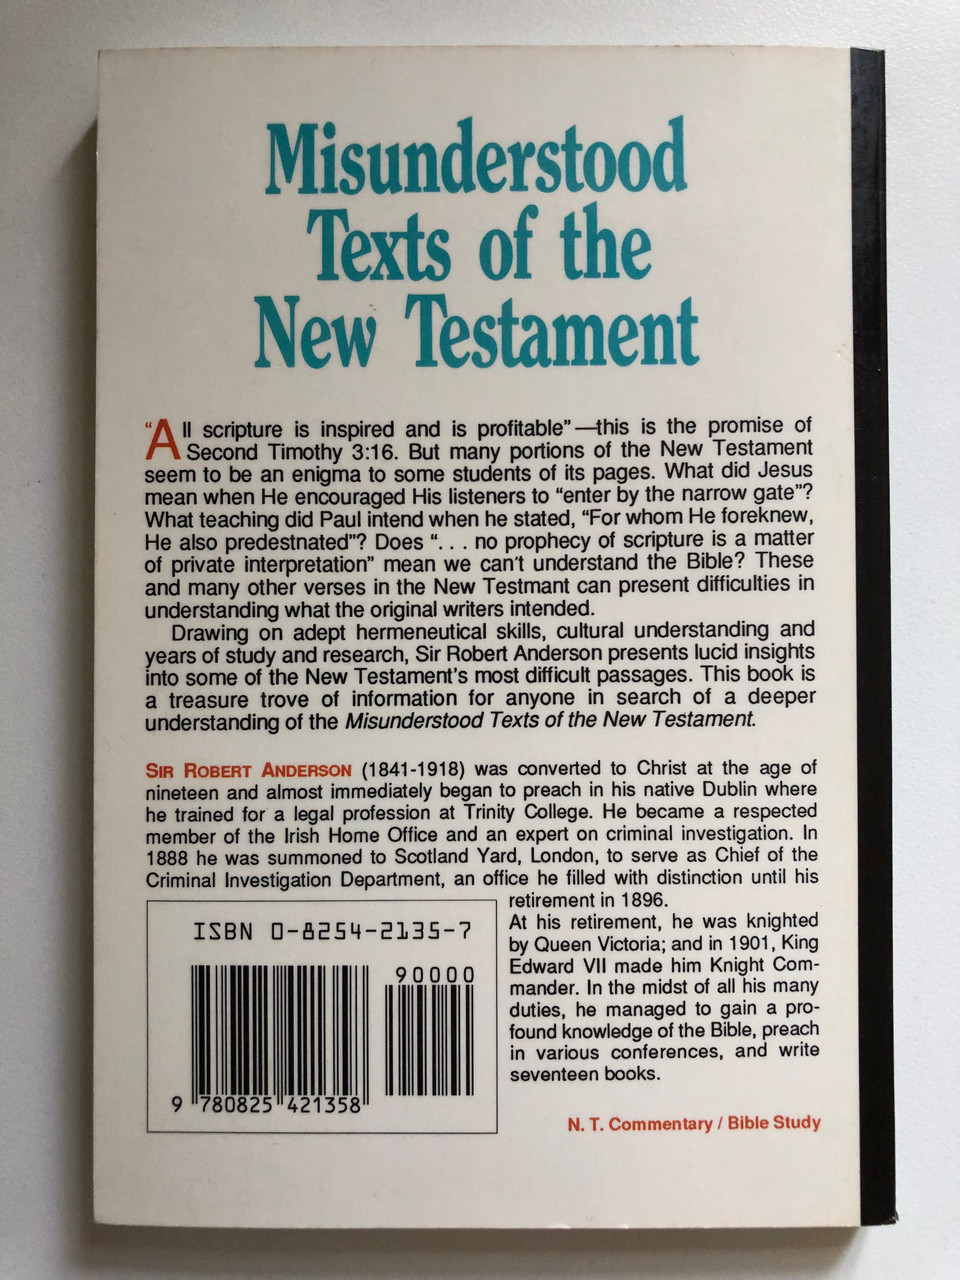 Misunderstood
Texts of the
New Testament
“All scripture is inspired and is profitable”—this is the promise of
Second Timothy 3:16. But many portions of the New Testament
seem to be an enigma to some students of its pages. What did Jesus
mean when He encouraged His listeners to “enter by the narrow gate”?
What teaching did Paul intend when he stated, “For whom He foreknew,
He also predestnated”? Does “. . . no prophecy of scripture is a matter
of private interpretation” mean we can't understand the Bible? These
and many other verses in the New Testmant can present difficulties in
understanding what the original writers intended.
Drawing on adept hermeneutical skills, cultural understanding and
years of study and research, Sir Robert Anderson presents lucid insights
into some of the New Testament's most difficult passages. This book is
a treasure trove of information for anyone in search of a deeper
understanding of the Misunderstood Texts of the New Testament.
SIR ROBERT ANDERSON (1841-1918) was converted to Christ at the age of
nineteen and almost immediately began to preach in his native Dublin where
he trained for a legal profession at Trinity College. He became a respected
member of the Irish Home Office and an expert on criminal investigation. In
1888 he was summoned to Scotland Yard, London, to serve as Chief of the
Criminal Investigation Department, an office he filled with distinction until his
retirement in 1896.
At his retirement, he was knighted
by Queen Victoria; and in 1901, King
Edward VII made him Knight Com-
mander. In the midst of all his many
duties, he managed to gain a pro-
found knowledge of the Bible, preach
in various conferences, and write
seventeen books.
ISBN 0-8254-2135-7
90000
9 780825 421358
N. T. Commentary / Bible Study